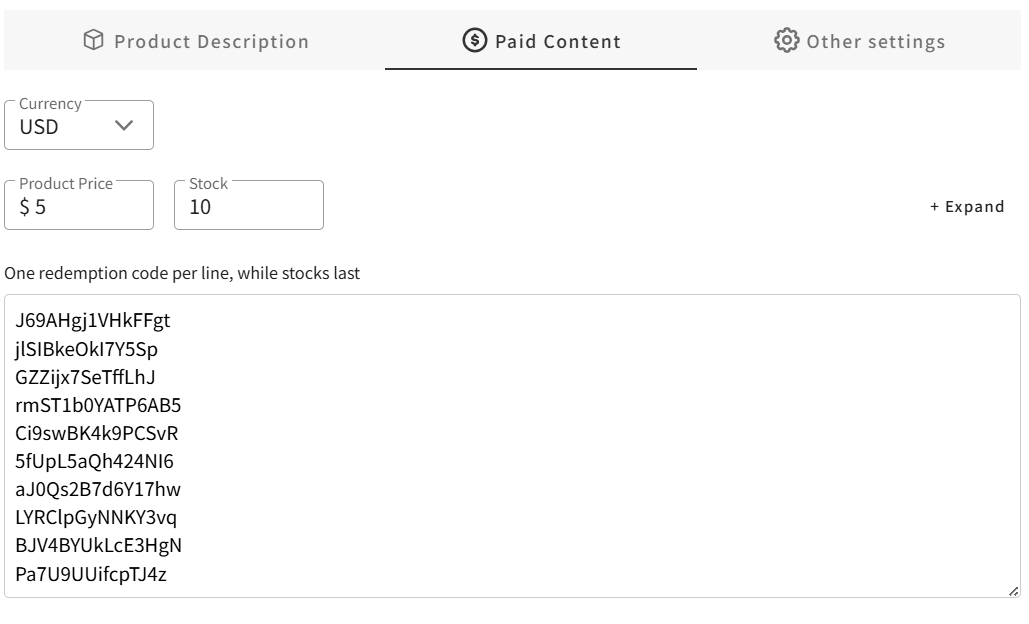 Product Description
Paid Content
Other settings
Currency
USD
Product Price
$ 5
Stock
10
+ Expand
One redemption code per line, while stocks last
J69AHgj1VHkFFgt
jlSIBkeOkI7Y5Sp
GZZijx7SeTffLhJ
rmST1b0YATP6AB5
Ci9swBK4k9PCSvR
5fUpL5aQh424NI6
aJ0Qs2B7d6Y17hw
LYRClpGyNNKY3vq
BJV4BYUkLcE3HgN
Pa7U9UUifcpTJ4z